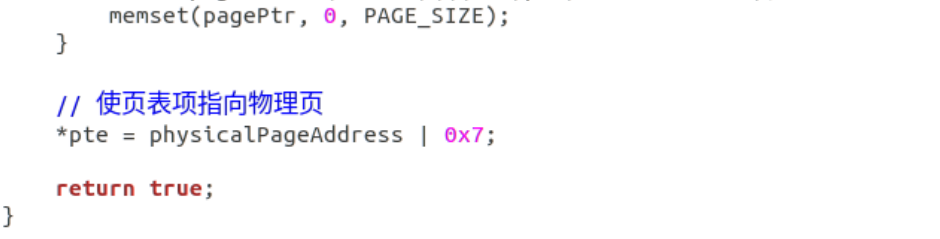 memset(pagePtr, 0, PAGE_SIZE);
}
// 使页表项指向物理页
*pte = physicalPageAddress | 0x7;
return true;
}